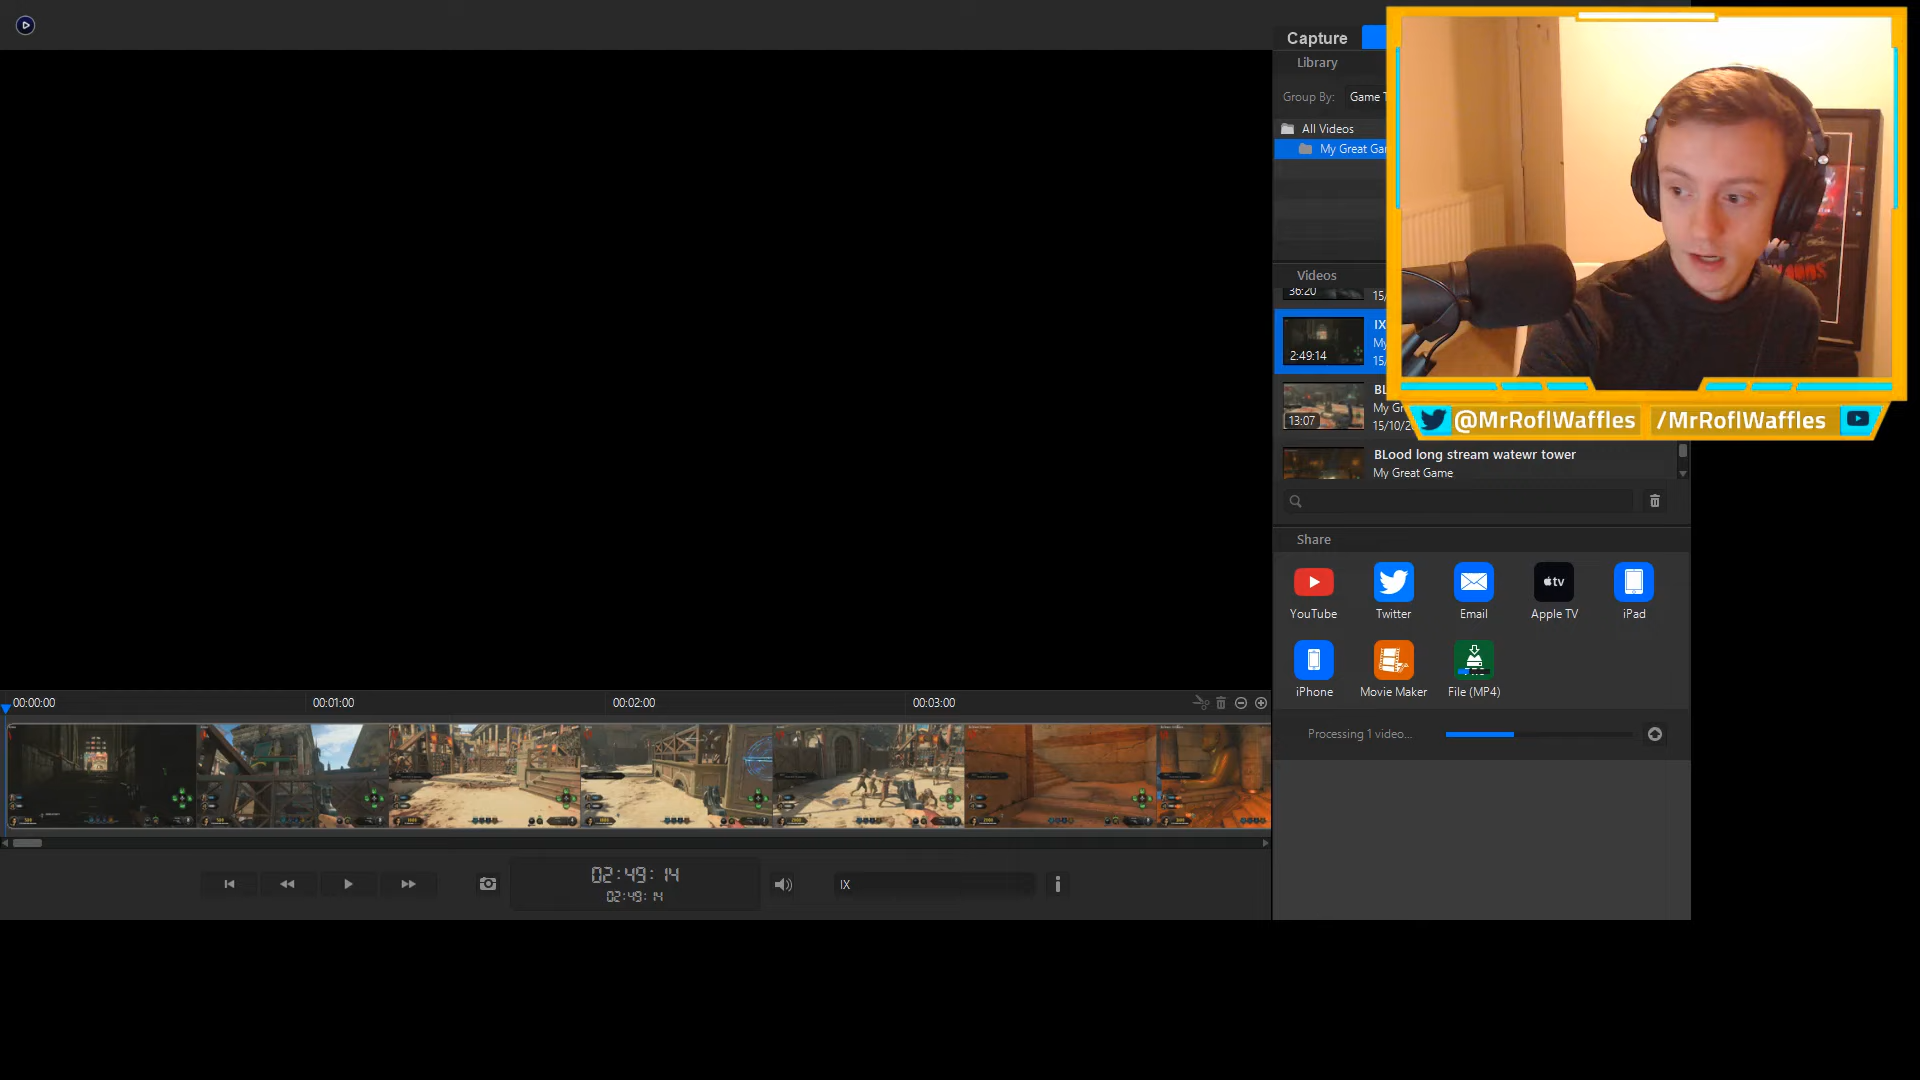 Capture
Library
Group By: Game T
All Videos
My Great Gam
Videos
36:20
15/
IX
My
2:49:14
15/
BL
My Gr
13:07
15/10/2
@MrRoflWaffles /MrRoflWaffles
BLood long stream watewr tower
My Great Game
Share
YouTube Twitter Email Apple TV iPad
tv
iPhone Movie Maker File (MP4)
00:00:00 00:01:00 00:02:00 00:03:00
Processing 1 video...
02:49:14
02:49:14
IX